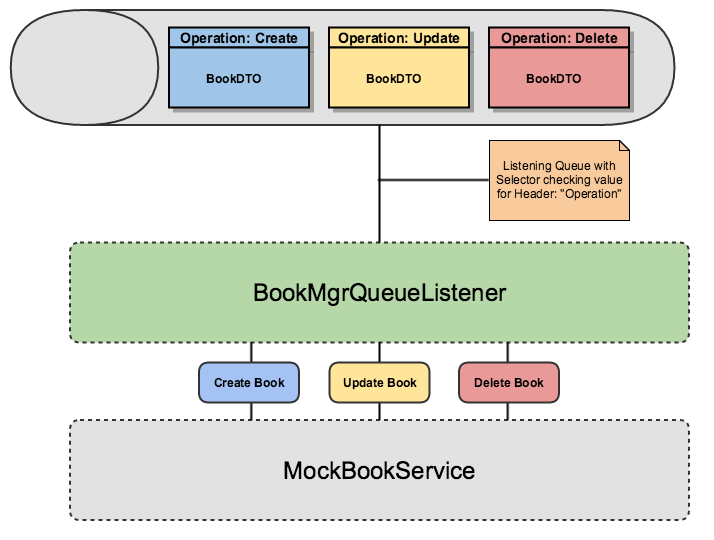 Operation: Create
Operation: Update
Operation: Delete
BookDTO
BookDTO
BookDTO
Listening Queue with
Selector checking value
for Header: "Operation"
BookMgrQueueListener
Create Book
Update Book
Delete Book
MockBookService